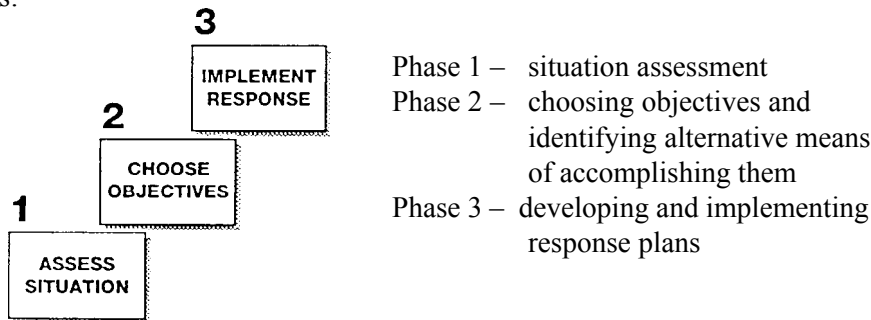 s.
3
IMPLEMENT
RESPONSE
2
CHOOSE
OBJECTIVES
1
ASSESS
SITUATION
Phase 1 – situation assessment
Phase 2 – choosing objectives and
identifying alternative means
of accomplishing them
Phase 3 – developing and implementing
response plans